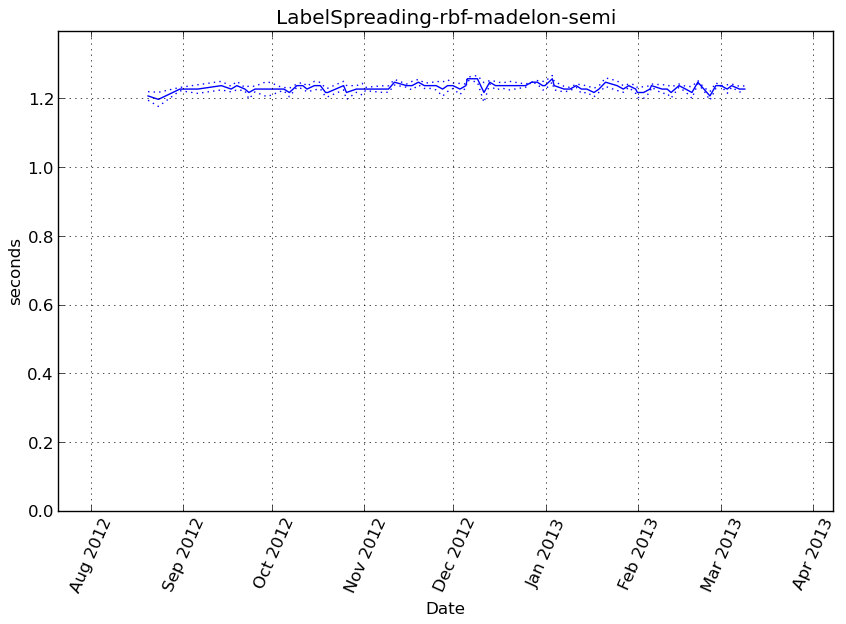 LabelSpreading-rbf-madelon-semi
1.2
1.0
0.8
0.6
0.4
0.2
0.0
seconds
Aug 2012
Sep 2012
Oct 2012
Nov 2012
Dec 2012
Jan 2013
Feb 2013
Mar 2013
Apr 2013
Date